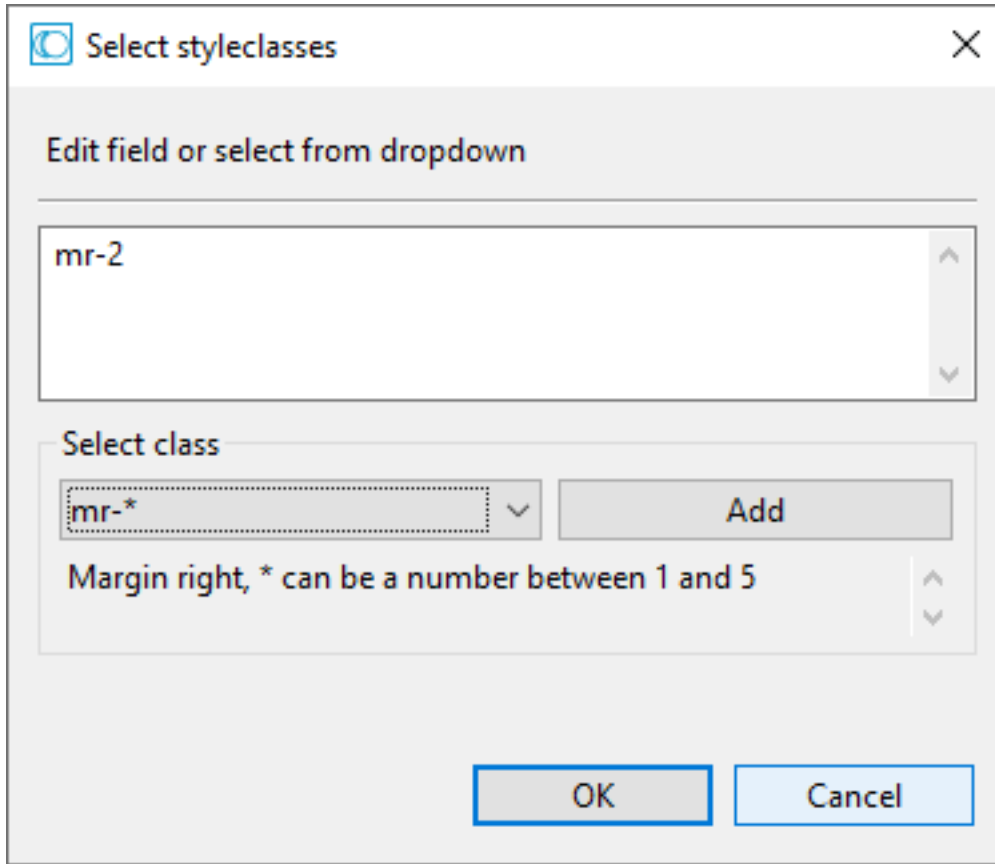 Select styleclasses
Edit field or select from dropdown
mr-2
Select class
mr-*
Add
Margin right, * can be a number between 1 and 5
OK
Cancel